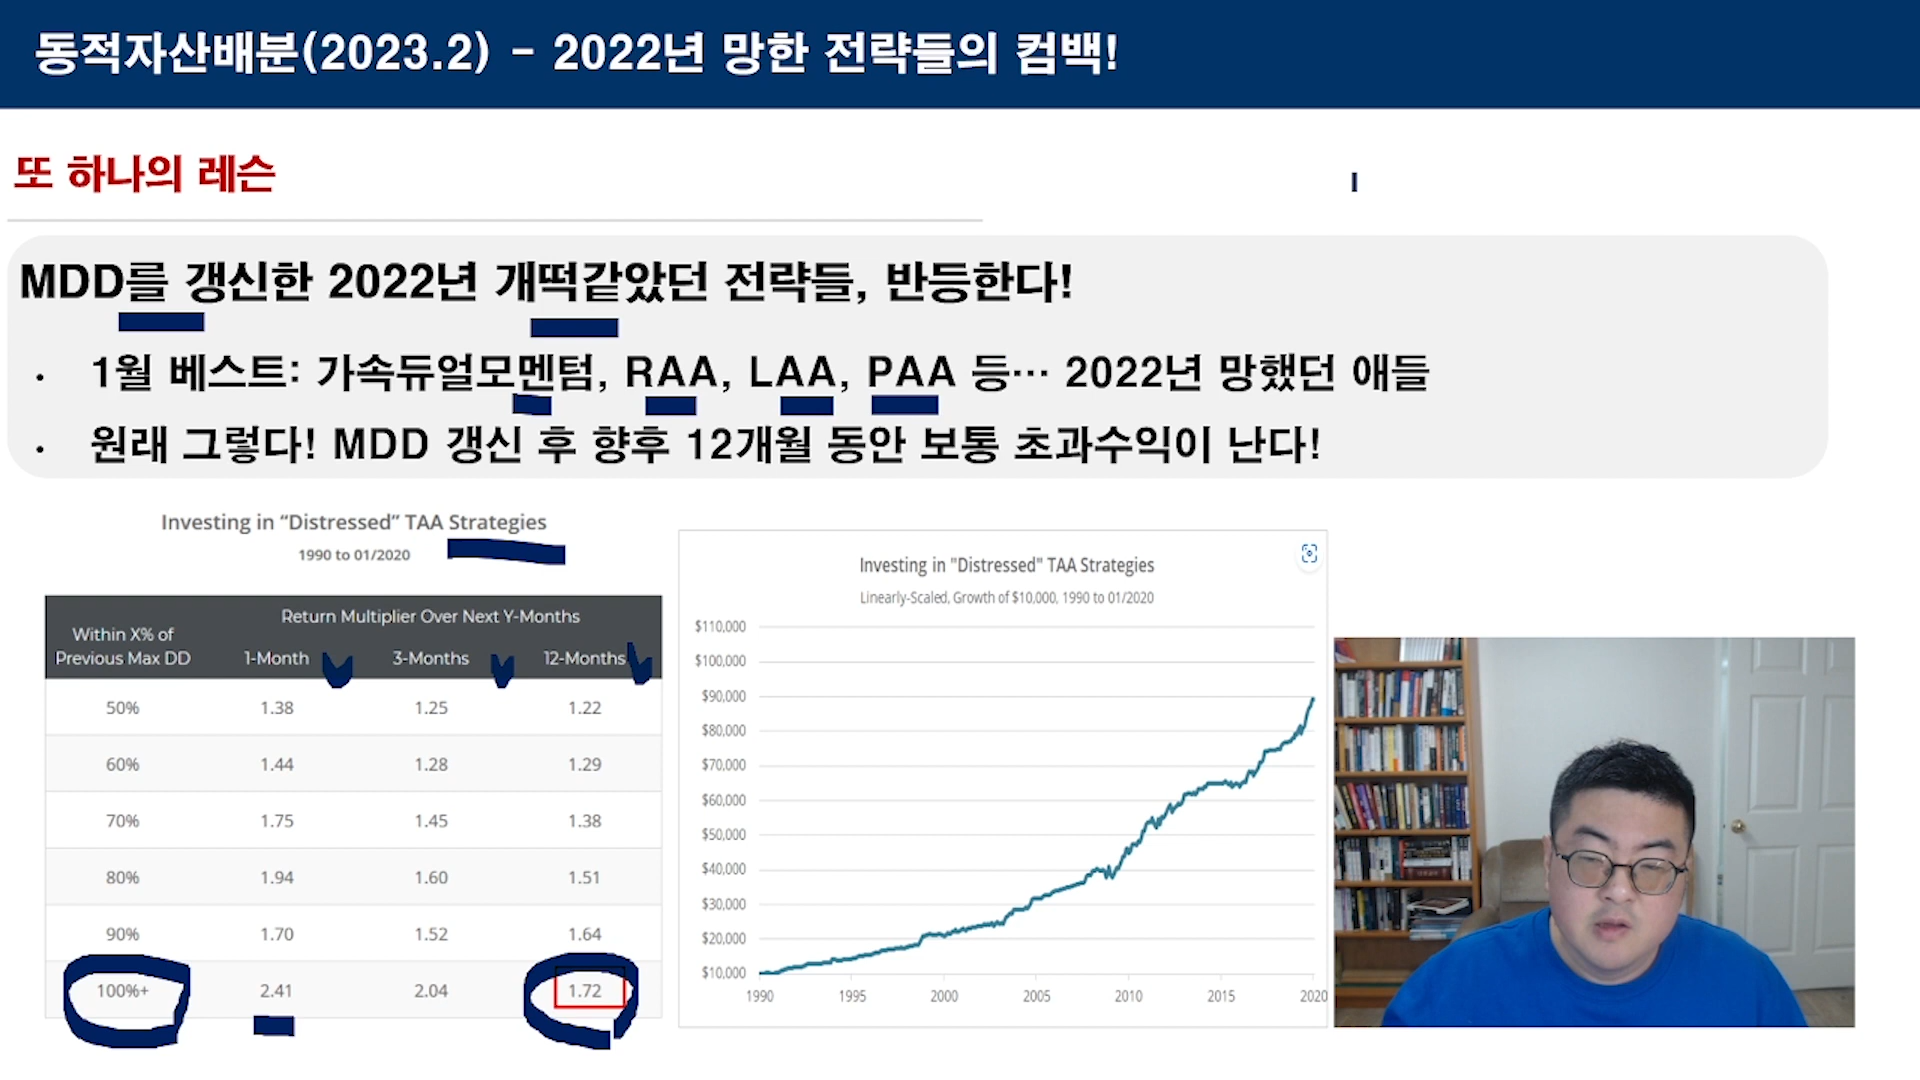 동적자산배분(2023.2) - 2022년 망한 전략들의 컴백!
또 하나의 레슨
MDD를 갱신한 2022년 개떡같았던 전략들, 반등한다!
• 1월 베스트: 가속듀얼모멘텀, RAA, LAA, PAA 등… 2022년 망했던 애들
• 원래 그렇다! MDD 갱신 후 향후 12개월 동안 보통 초과수익이 난다!
Investing in “Distressed” TAA Strategies
1990 to 01/2020
Within X% of Previous Max DD
Return Multiplier Over Next Y-Months
1-Month 3-Months 12-Months
50% 1.38 1.25 1.22
60% 1.44 1.28 1.29
70% 1.75 1.45 1.38
80% 1.94 1.60 1.51
90% 1.70 1.52 1.64
100%+ 2.41 2.04 1.72
Investing in "Distressed" TAA Strategies
Linearly-Scaled, Growth of $10,000, 1990 to 01/2020
$110,000
$100,000
$90,000
$80,000
$70,000
$60,000
$50,000
$40,000
$30,000
$20,000
$10,000
1990 1995 2000 2005 2010 2015 2020